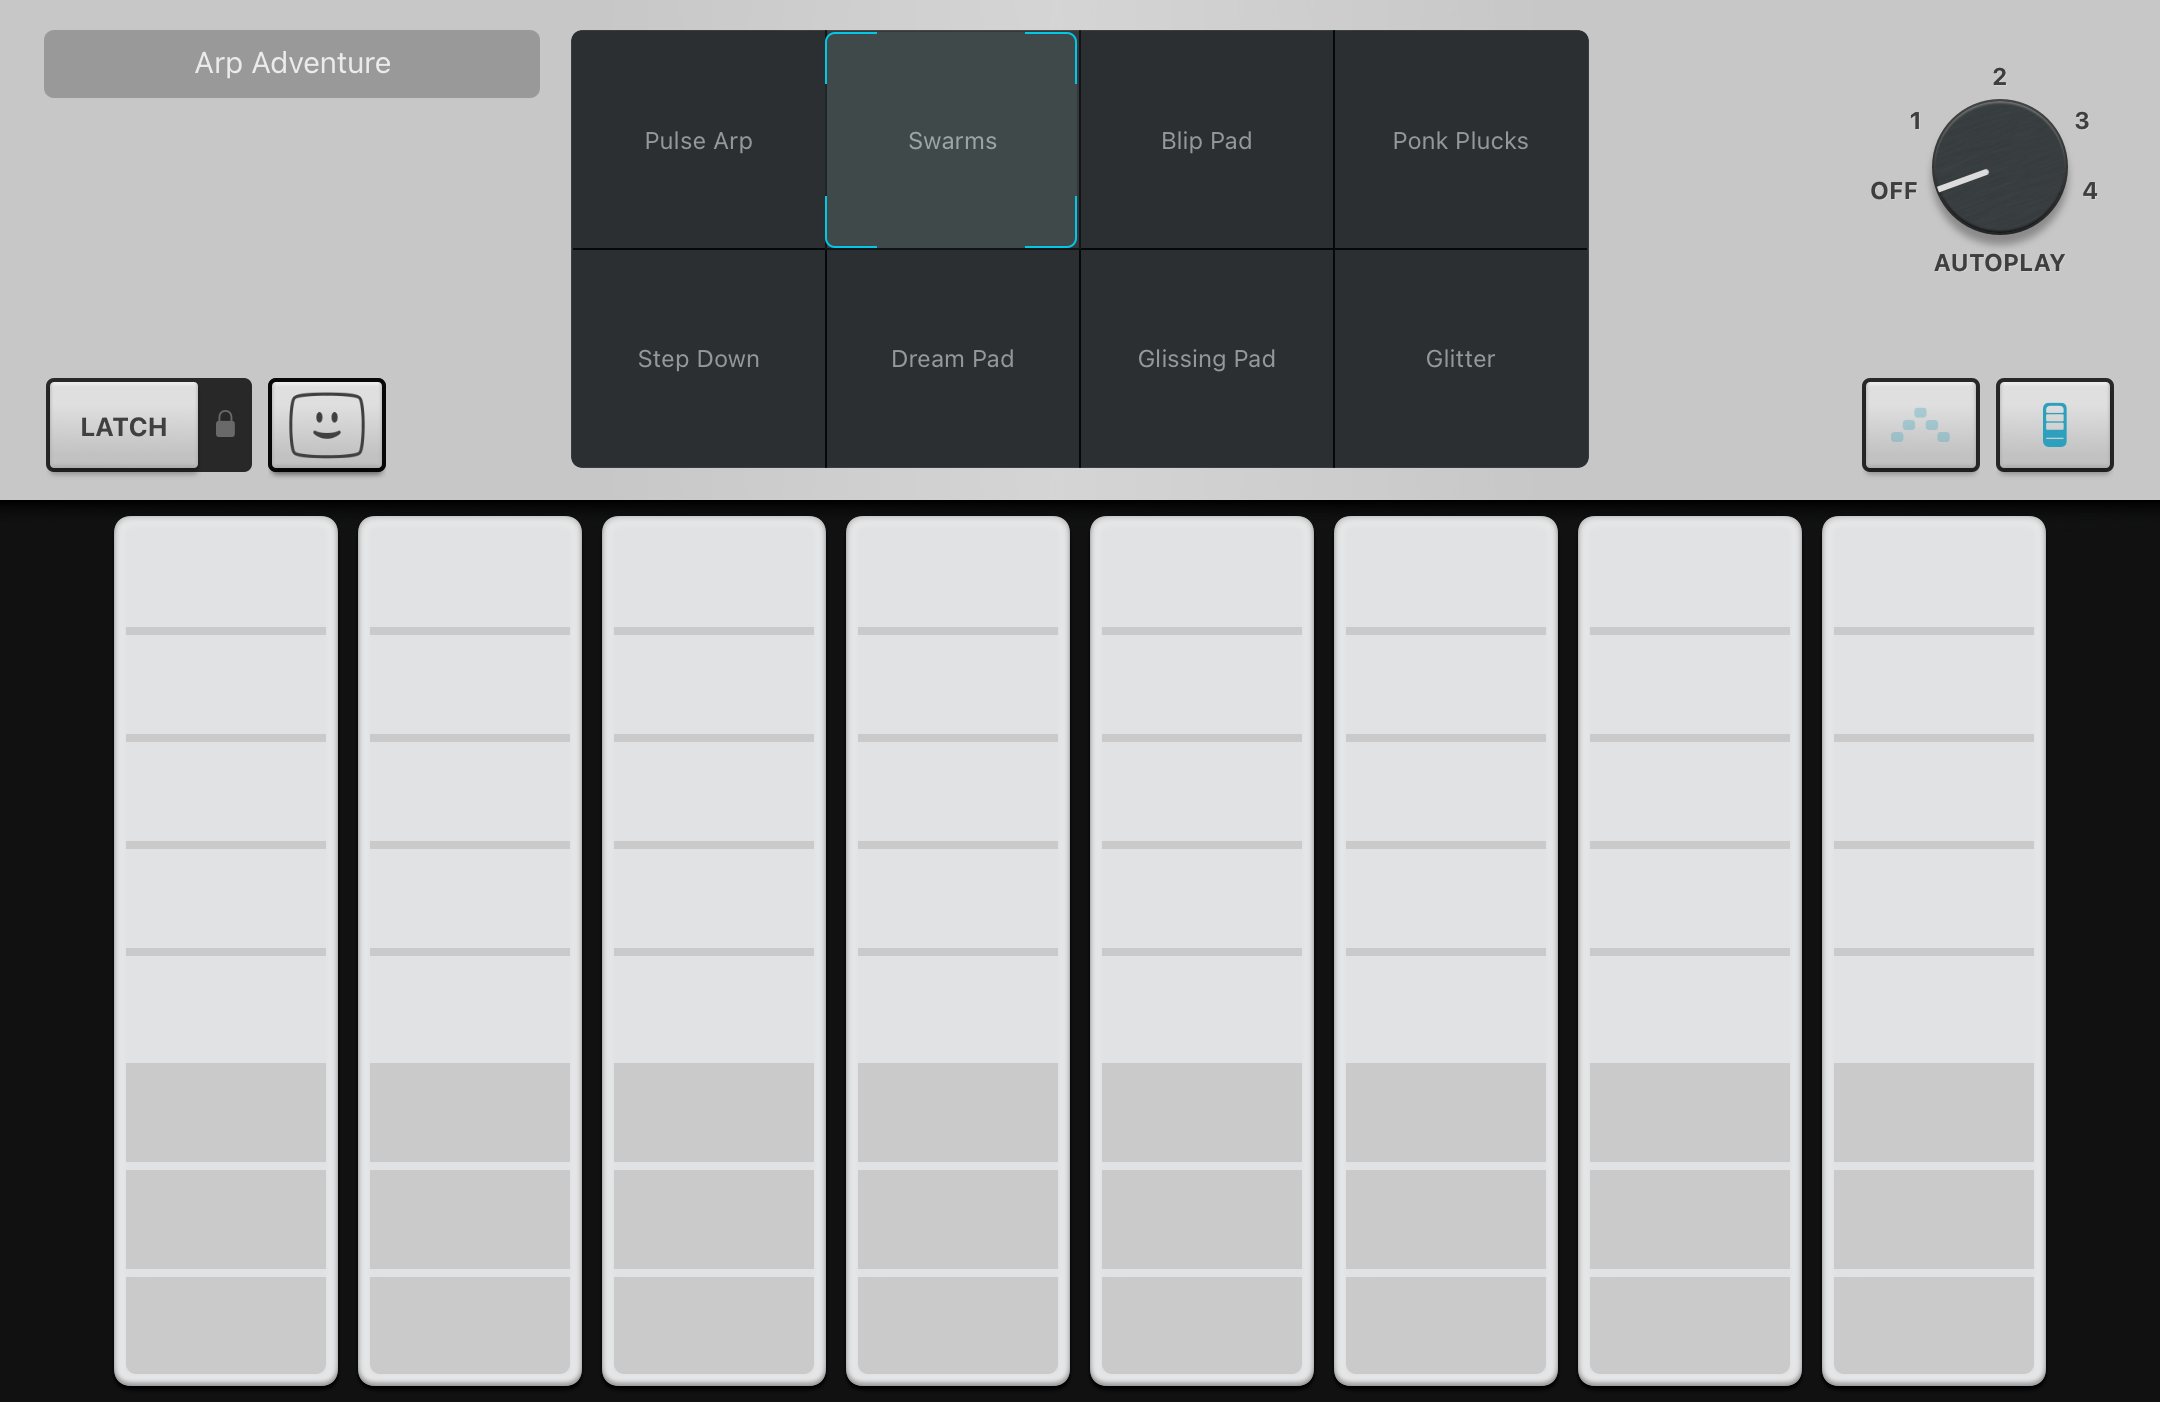 Arp Adventure
Pulse Arp
Swarms
Blip Pad
Ponk Plucks
Step Down
Dream Pad
Glissing Pad
Glitter
2
1
3
OFF
4
AUTOPLAY
LATCH